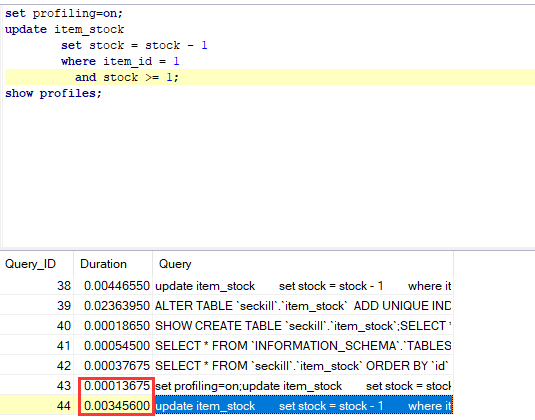 set profiling=on;
update item_stock
set stock = stock - 1
where item_id = 1
and stock >= 1;
show profiles;
Query_ID Duration Query
38 0.00446550 update item_stock set stock = stock - 1 where it
39 0.02363950 ALTER TABLE `seckill`.`item_stock` ADD UNIQUE IND
40 0.00018650 SHOW CREATE TABLE `seckill`.`item_stock`;SELECT *
41 0.00054500 SELECT * FROM `INFORMATION_SCHEMA`.`TABLES
42 0.00037675 SELECT * FROM `seckill`.`item_stock` ORDER BY `id`
43 0.00013675 set profiling=on;update item_stock set stock = stock
44 0.00345600 update item_stock set stock = stock - 1 where it